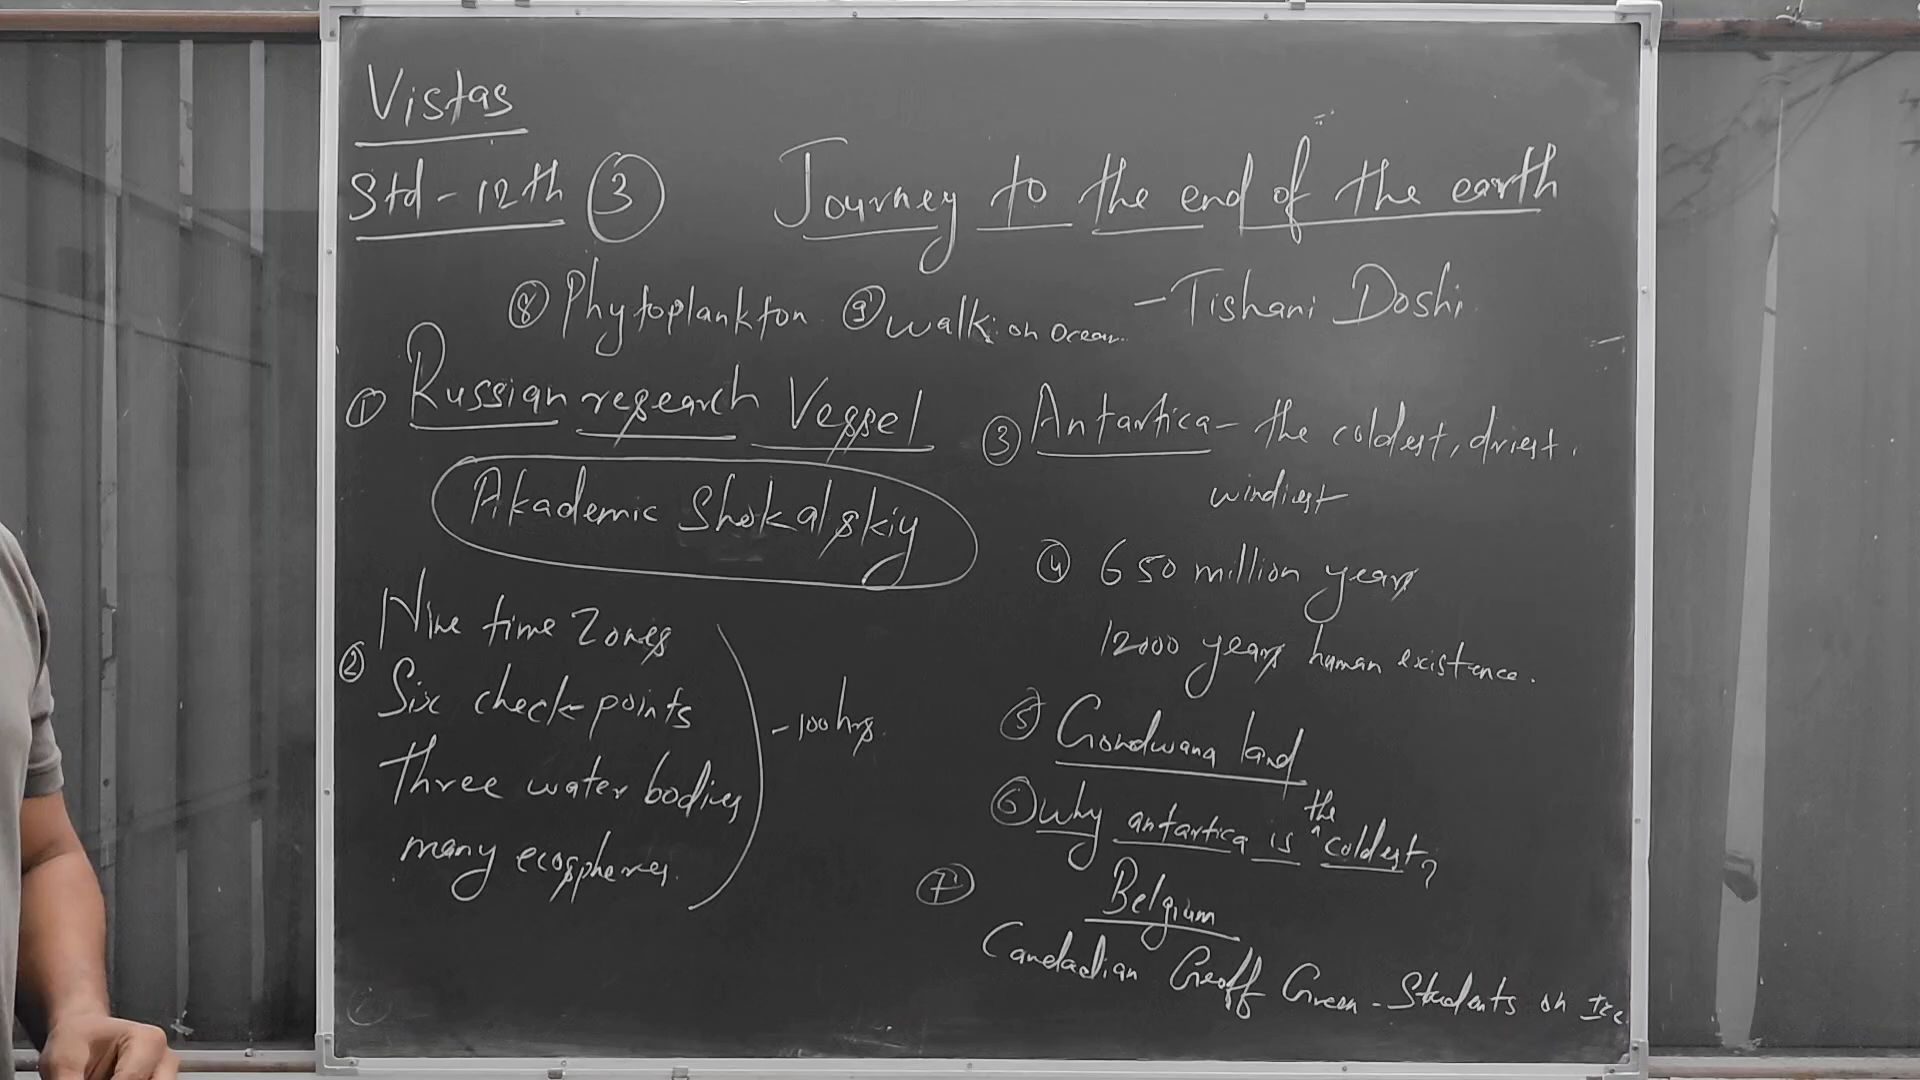 Vistas
Std - 12th ③ Journey to the end of the earth
- Tishani Doshi
⑧ Phytoplankton ⑨ walk on ocean
① Russian research Vessel
Akademic Shokalskiy
② Nine time zones
Six check points
Three water bodies
many ecospheres
- 100 hrs.
③ Antartica - the coldest, driest,
windiest
④ 650 million years
12000 years human existence.
⑤ Gondwana land
⑥ Why antartica is ^the coldest?
⑦ Belgium
Candadian Geoff Green - Students on Ice